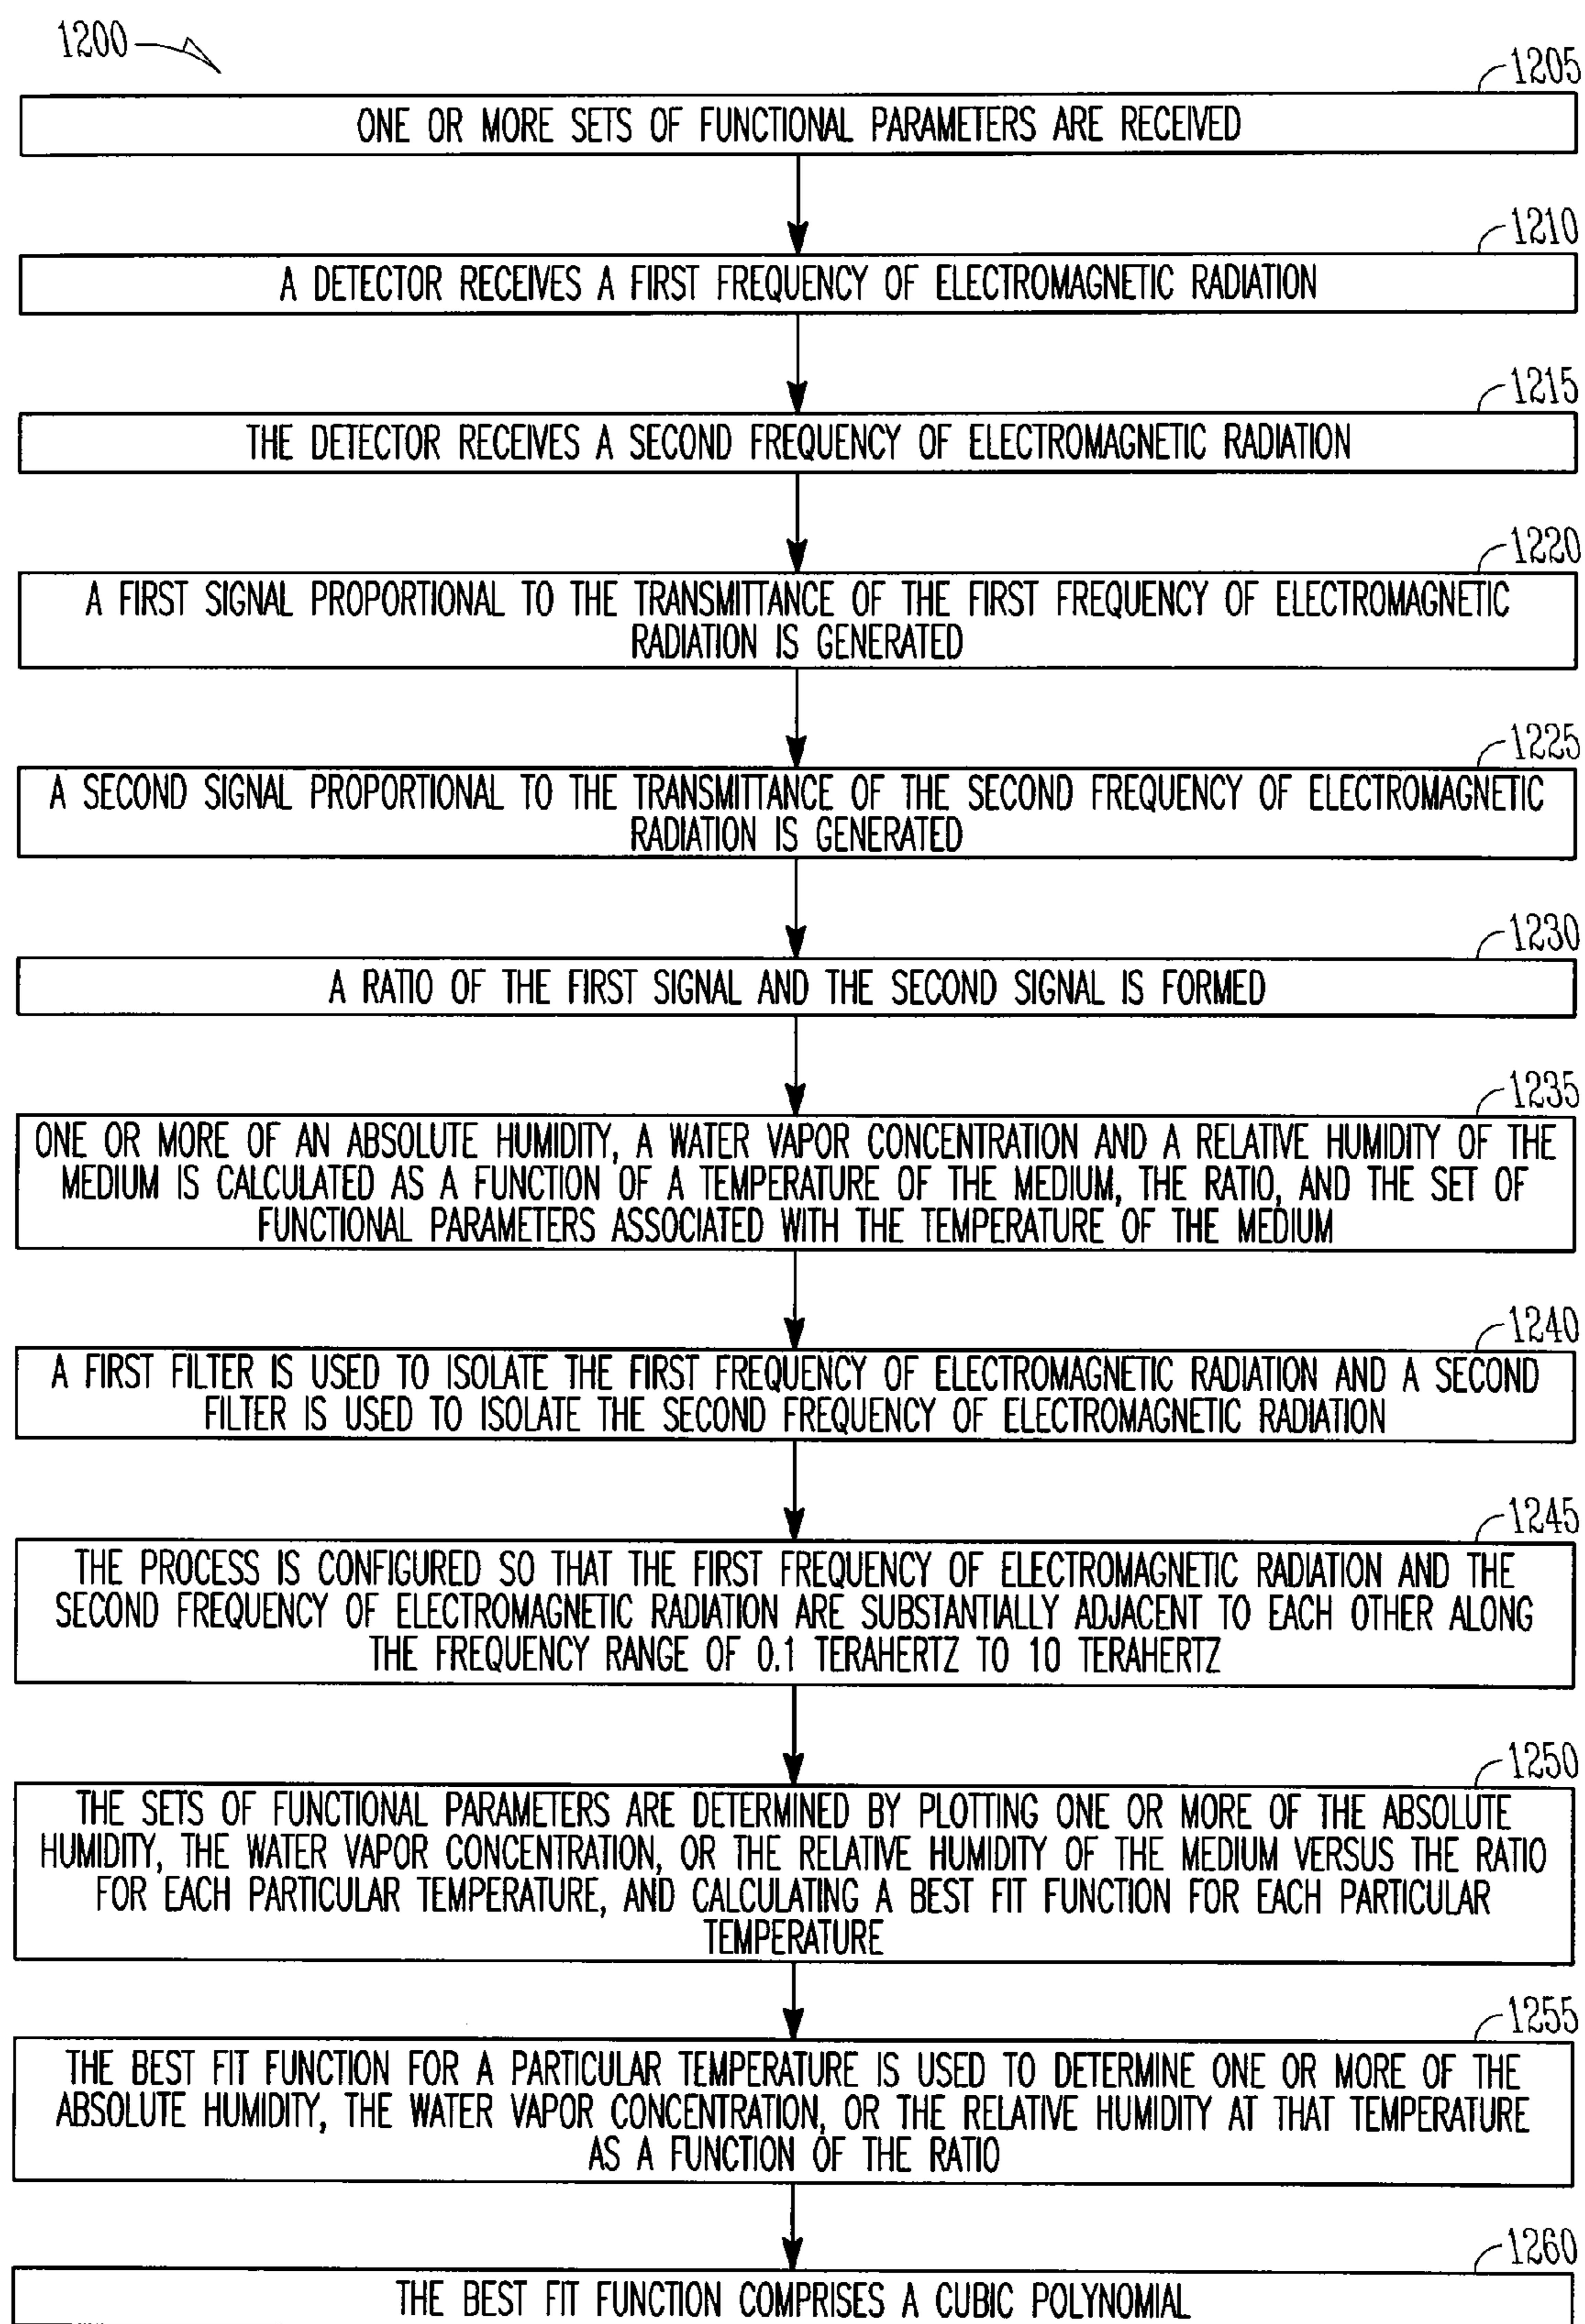 1200
1205
ONE OR MORE SETS OF FUNCTIONAL PARAMETERS ARE RECEIVED
1210
A DETECTOR RECEIVES A FIRST FREQUENCY OF ELECTROMAGNETIC RADIATION
1215
THE DETECTOR RECEIVES A SECOND FREQUENCY OF ELECTROMAGNETIC RADIATION
1220
A FIRST SIGNAL PROPORTIONAL TO THE TRANSMITTANCE OF THE FIRST FREQUENCY OF ELECTROMAGNETIC
RADIATION IS GENERATED
1225
A SECOND SIGNAL PROPORTIONAL TO THE TRANSMITTANCE OF THE SECOND FREQUENCY OF ELECTROMAGNETIC
RADIATION IS GENERATED
1230
A RATIO OF THE FIRST SIGNAL AND THE SECOND SIGNAL IS FORMED
1235
ONE OR MORE OF AN ABSOLUTE HUMIDITY, A WATER VAPOR CONCENTRATION AND A RELATIVE HUMIDITY OF THE
MEDIUM IS CALCULATED AS A FUNCTION OF A TEMPERATURE OF THE MEDIUM, THE RATIO, AND THE SET OF
FUNCTIONAL PARAMETERS ASSOCIATED WITH THE TEMPERATURE OF THE MEDIUM
1240
A FIRST FILTER IS USED TO ISOLATE THE FIRST FREQUENCY OF ELECTROMAGNETIC RADIATION AND A SECOND
FILTER IS USED TO ISOLATE THE SECOND FREQUENCY OF ELECTROMAGNETIC RADIATION
1245
THE PROCESS IS CONFIGURED SO THAT THE FIRST FREQUENCY OF ELECTROMAGNETIC RADIATION AND THE
SECOND FREQUENCY OF ELECTROMAGNETIC RADIATION ARE SUBSTANTIALLY ADJACENT TO EACH OTHER ALONG
THE FREQUENCY RANGE OF 0.1 TERAHERTZ TO 10 TERAHERTZ
1250
THE SETS OF FUNCTIONAL PARAMETERS ARE DETERMINED BY PLOTTING ONE OR MORE OF THE ABSOLUTE
HUMIDITY, THE WATER VAPOR CONCENTRATION, OR THE RELATIVE HUMIDITY OF THE MEDIUM VERSUS THE RATIO
FOR EACH PARTICULAR TEMPERATURE, AND CALCULATING A BEST FIT FUNCTION FOR EACH PARTICULAR
TEMPERATURE
1255
THE BEST FIT FUNCTION FOR A PARTICULAR TEMPERATURE IS USED TO DETERMINE ONE OR MORE OF THE
ABSOLUTE HUMIDITY, THE WATER VAPOR CONCENTRATION, OR THE RELATIVE HUMIDITY AT THAT TEMPERATURE
AS A FUNCTION OF THE RATIO
1260
THE BEST FIT FUNCTION COMPRISES A CUBIC POLYNOMIAL